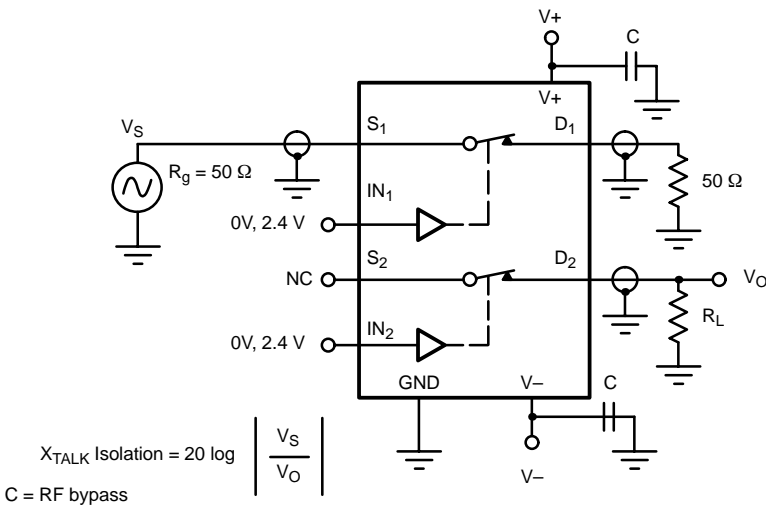 V+
C
V+
VS
S1
D1
Rg = 50 Ω
50 Ω
IN1
0V, 2.4 V
S2
D2
NC
VO
IN2
RL
0V, 2.4 V
GND
V–
C
XTALK Isolation = 20 log | VS / VO |
V–
C = RF bypass